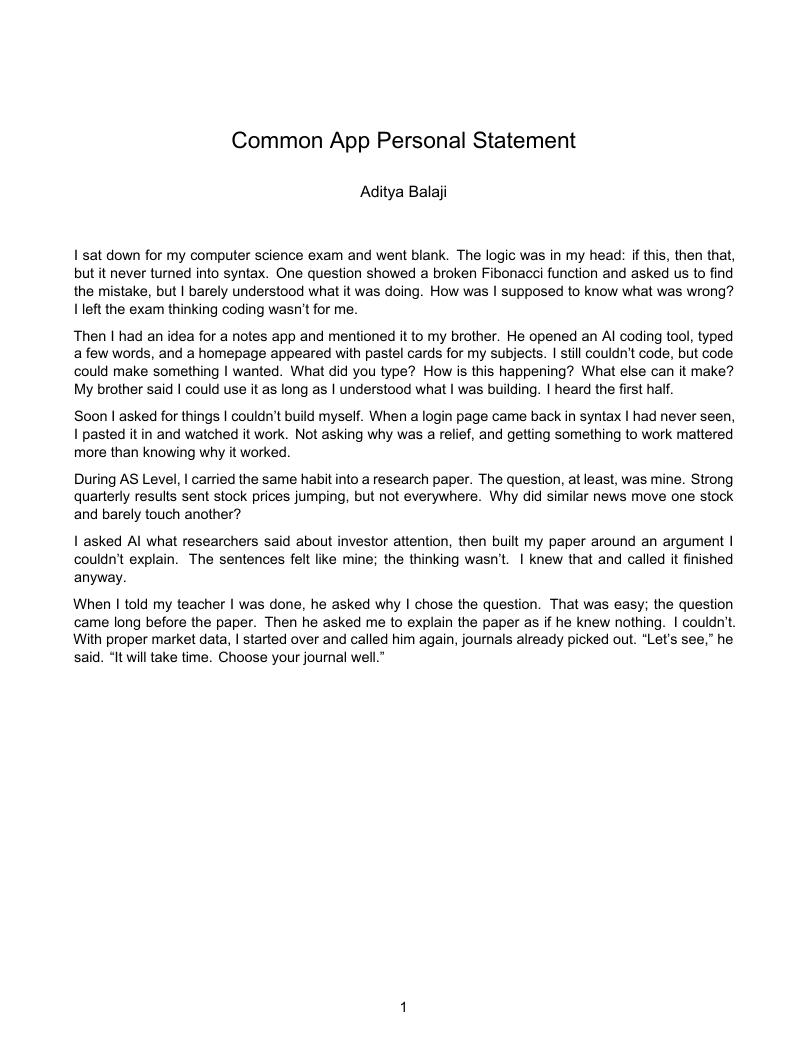 Common App Personal Statement
Aditya Balaji
I sat down for my computer science exam and went blank. The logic was in my head: if this, then that,
but it never turned into syntax. One question showed a broken Fibonacci function and asked us to find
the mistake, but I barely understood what it was doing. How was I supposed to know what was wrong?
I left the exam thinking coding wasn’t for me.
Then I had an idea for a notes app and mentioned it to my brother. He opened an AI coding tool, typed
a few words, and a homepage appeared with pastel cards for my subjects. I still couldn’t code, but code
could make something I wanted. What did you type? How is this happening? What else can it make?
My brother said I could use it as long as I understood what I was building. I heard the first half.
Soon I asked for things I couldn’t build myself. When a login page came back in syntax I had never seen,
I pasted it in and watched it work. Not asking why was a relief, and getting something to work mattered
more than knowing why it worked.
During AS Level, I carried the same habit into a research paper. The question, at least, was mine. Strong
quarterly results sent stock prices jumping, but not everywhere. Why did similar news move one stock
and barely touch another?
I asked AI what researchers said about investor attention, then built my paper around an argument I
couldn’t explain. The sentences felt like mine; the thinking wasn’t. I knew that and called it finished
anyway.
When I told my teacher I was done, he asked why I chose the question. That was easy; the question
came long before the paper. Then he asked me to explain the paper as if he knew nothing. I couldn’t.
With proper market data, I started over and called him again, journals already picked out. “Let’s see,” he
said. “It will take time. Choose your journal well.”
1